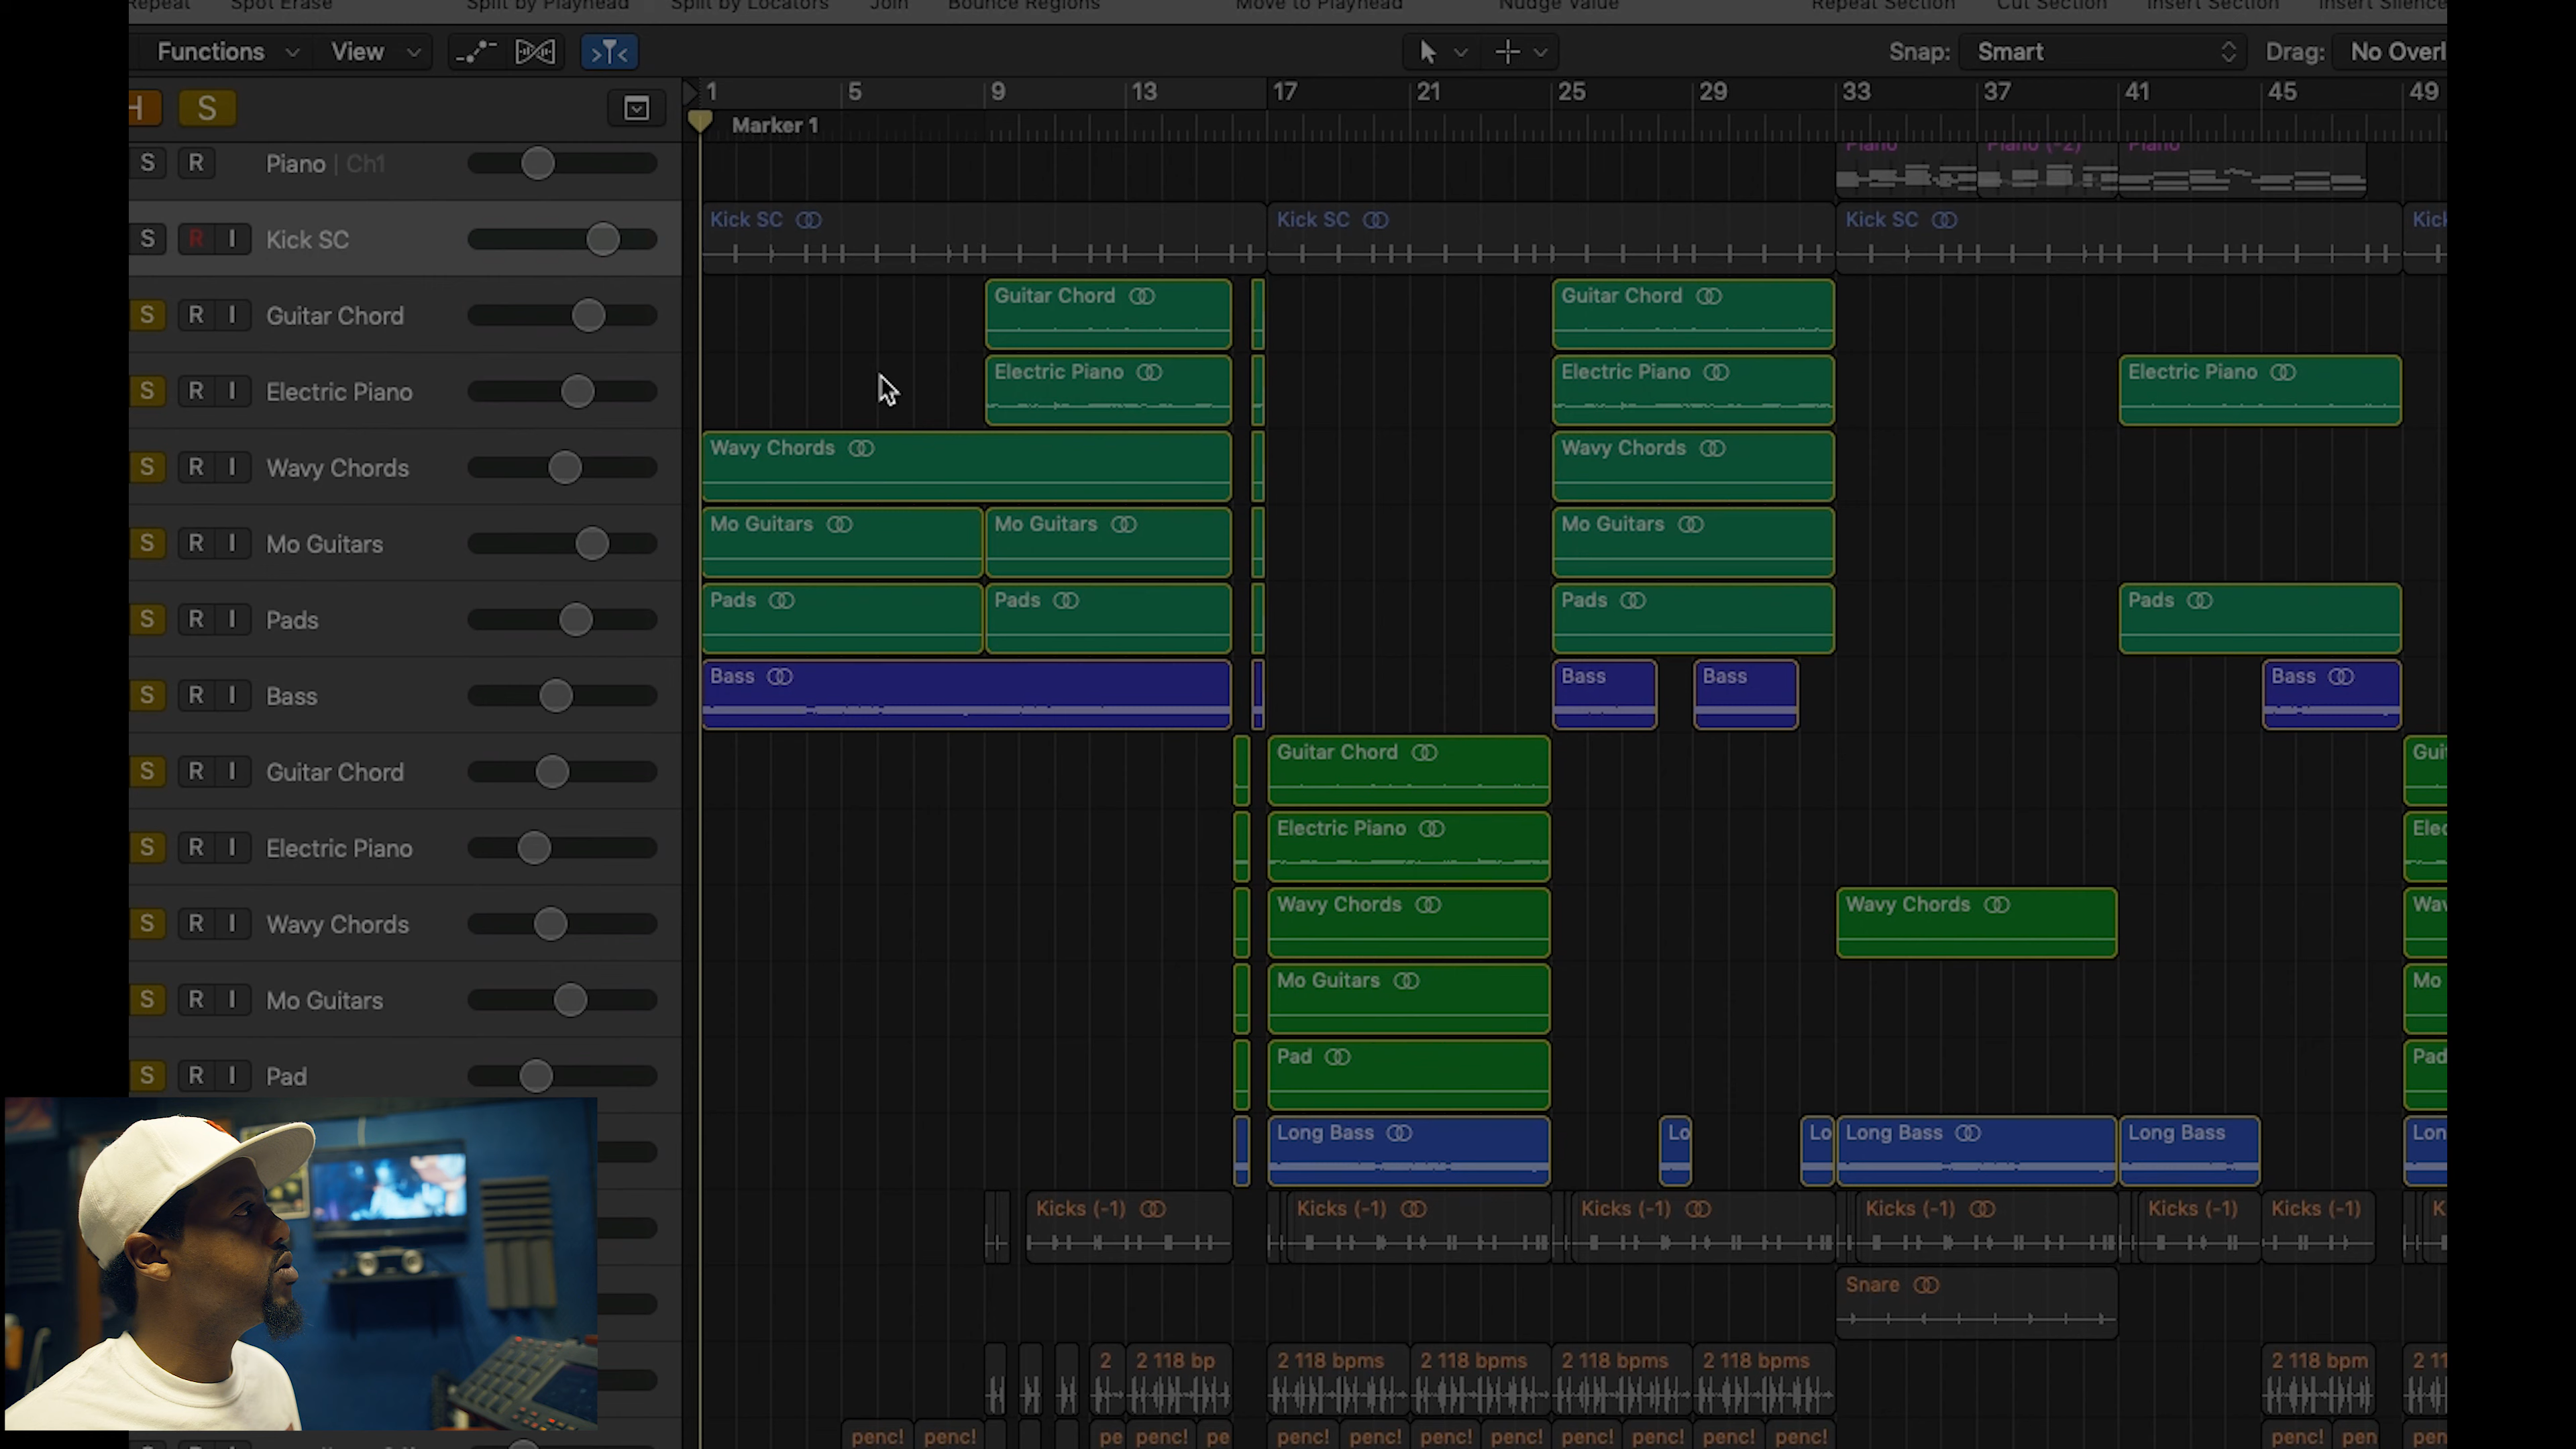 Repeat Spot Erase Split by Playhead Split by Locators Join Bounce Regions Move to Playhead Nudge Value Repeat Section Cut Section Insert Section Insert Silence
Functions View Snap: Smart Drag: No Overl
H S 1 5 9 13 17 21 25 29 33 37 41 45 49
Marker 1
S R Piano | Ch1 Piano Piano (-2) Piano
S R I Kick SC Kick SC Kick SC Kick SC Kick
S R I Guitar Chord Guitar Chord Guitar Chord
S R I Electric Piano Electric Piano Electric Piano Electric Piano
S R I Wavy Chords Wavy Chords Wavy Chords
S R I Mo Guitars Mo Guitars Mo Guitars Mo Guitars
S R I Pads Pads Pads Pads Pads
S R I Bass Bass Bass Bass Bass
S R I Guitar Chord Guitar Chord Gui
S R I Electric Piano Electric Piano Elec
S R I Wavy Chords Wavy Chords Wavy Chords Wav
S R I Mo Guitars Mo Guitars Mo
S R I Pad Pad Pad
Long Bass Lo Lo Long Bass Long Bass Lon
Kicks (-1) Kicks (-1) Kicks (-1) Kicks (-1) Kicks (-1) Kicks (-1) K
Snare
2 2 118 bp 2 118 bpms 2 118 bpms 2 118 bpms 2 118 bpms 2 118 bpm 2 11
penc! penc! pe penc! pe penc! penc! penc! penc! penc! penc! penc! penc! penc! pen pen